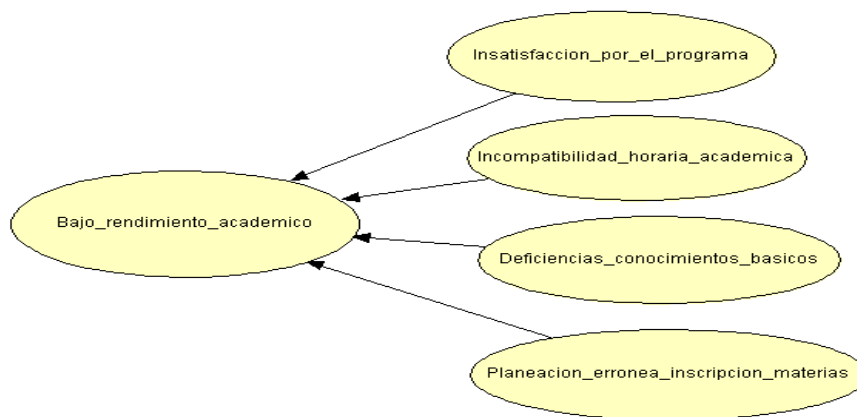 Insatisfaccion_por_el_programa
Incompatibilidad_horaria_academica
Bajo_rendimiento_academico
Deficiencias_conocimientos_basicos
Planeacion_erronea_inscripcion_materias